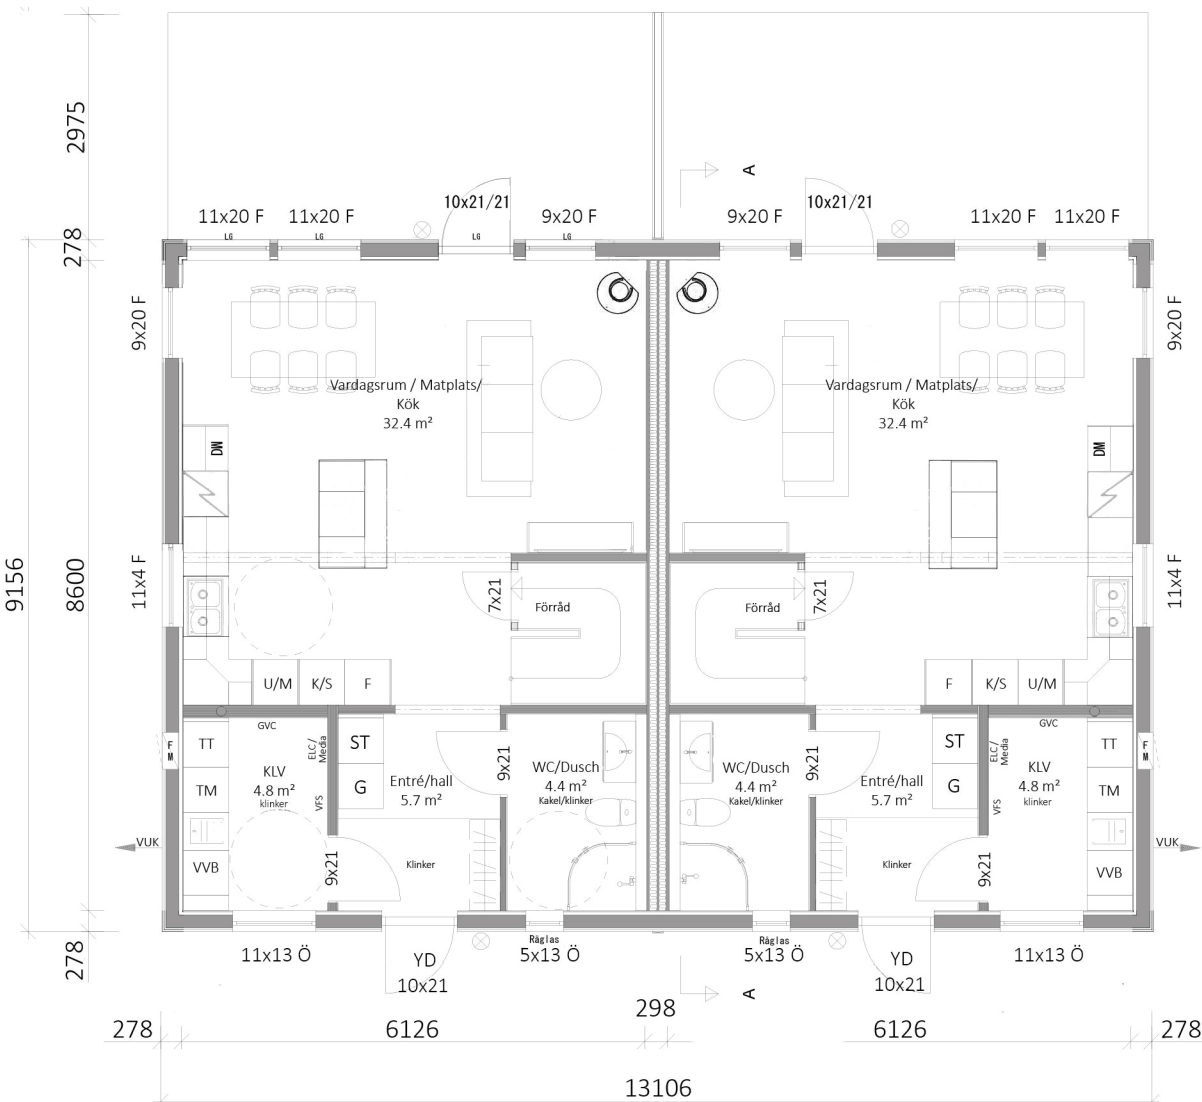 2975
A
10x21/21
10x21/21
11x20 F
11x20 F
9x20 F
9x20 F
11x20 F
11x20 F
LG
LG
LG
LG
278
9x20 F
9x20 F
Vardagsrum / Matplats/
Kök
32.4 m²
Vardagsrum / Matplats/
Kök
32.4 m²
DM
DM
9156
8600
11x4 F
11x4 F
7x21
Förråd
Förråd
7x21
U/M
K/S
F
F
K/S
U/M
GVC
GVC
TT
ELC/
Media
ST
ST
ELC/
Media
TT
F
M
F
M
KLV
4.8 m²
klinker
9x21
WC/Dusch
4.4 m²
Kakel/klinker
WC/Dusch
4.4 m²
Kakel/klinker
9x21
KLV
4.8 m²
klinker
TM
G
Entré/hall
5.7 m²
Entré/hall
5.7 m²
G
TM
VFS
VFS
VUK
VUK
VVB
9x21
Klinker
Klinker
9x21
VVB
278
11x13 Ö
YD
10x21
Råglas
5x13 Ö
Råglas
5x13 Ö
YD
10x21
11x13 Ö
A
298
278
6126
6126
278
13106